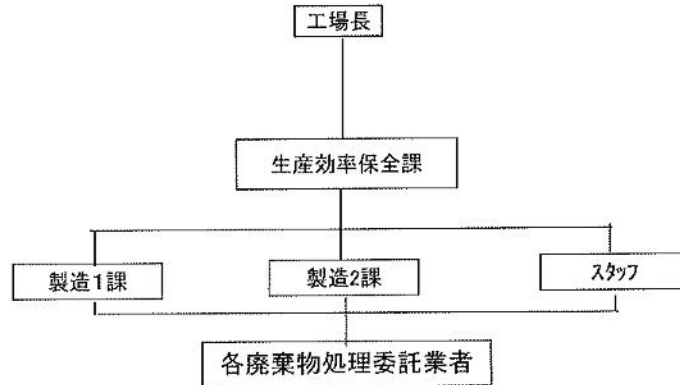 工場長
生産効率保全課
製造1課
製造2課
スタッフ
各廃棄物処理委託業者